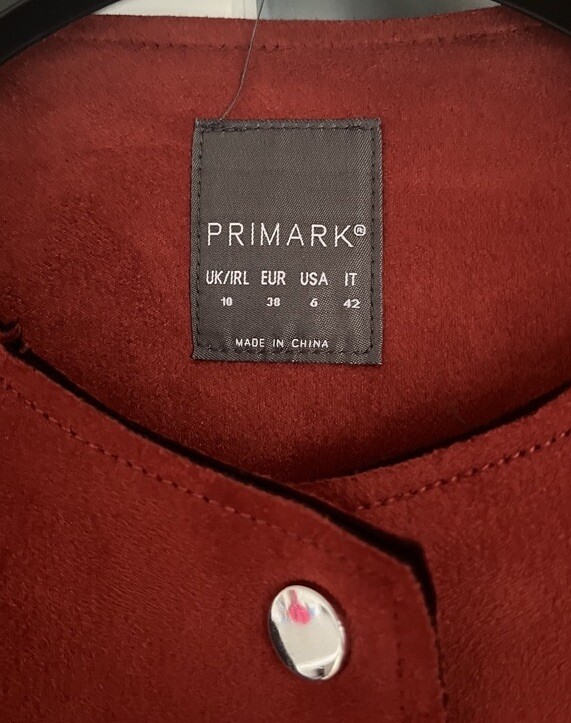 PRIMARK®
UK/IRL EUR USA IT
10 38 6 42
MADE IN CHINA